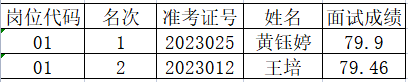 岗位代码 名次 准考证号 姓名 面试成绩
01 1 2023025 黄钰婷 79.9
01 2 2023012 王培 79.46